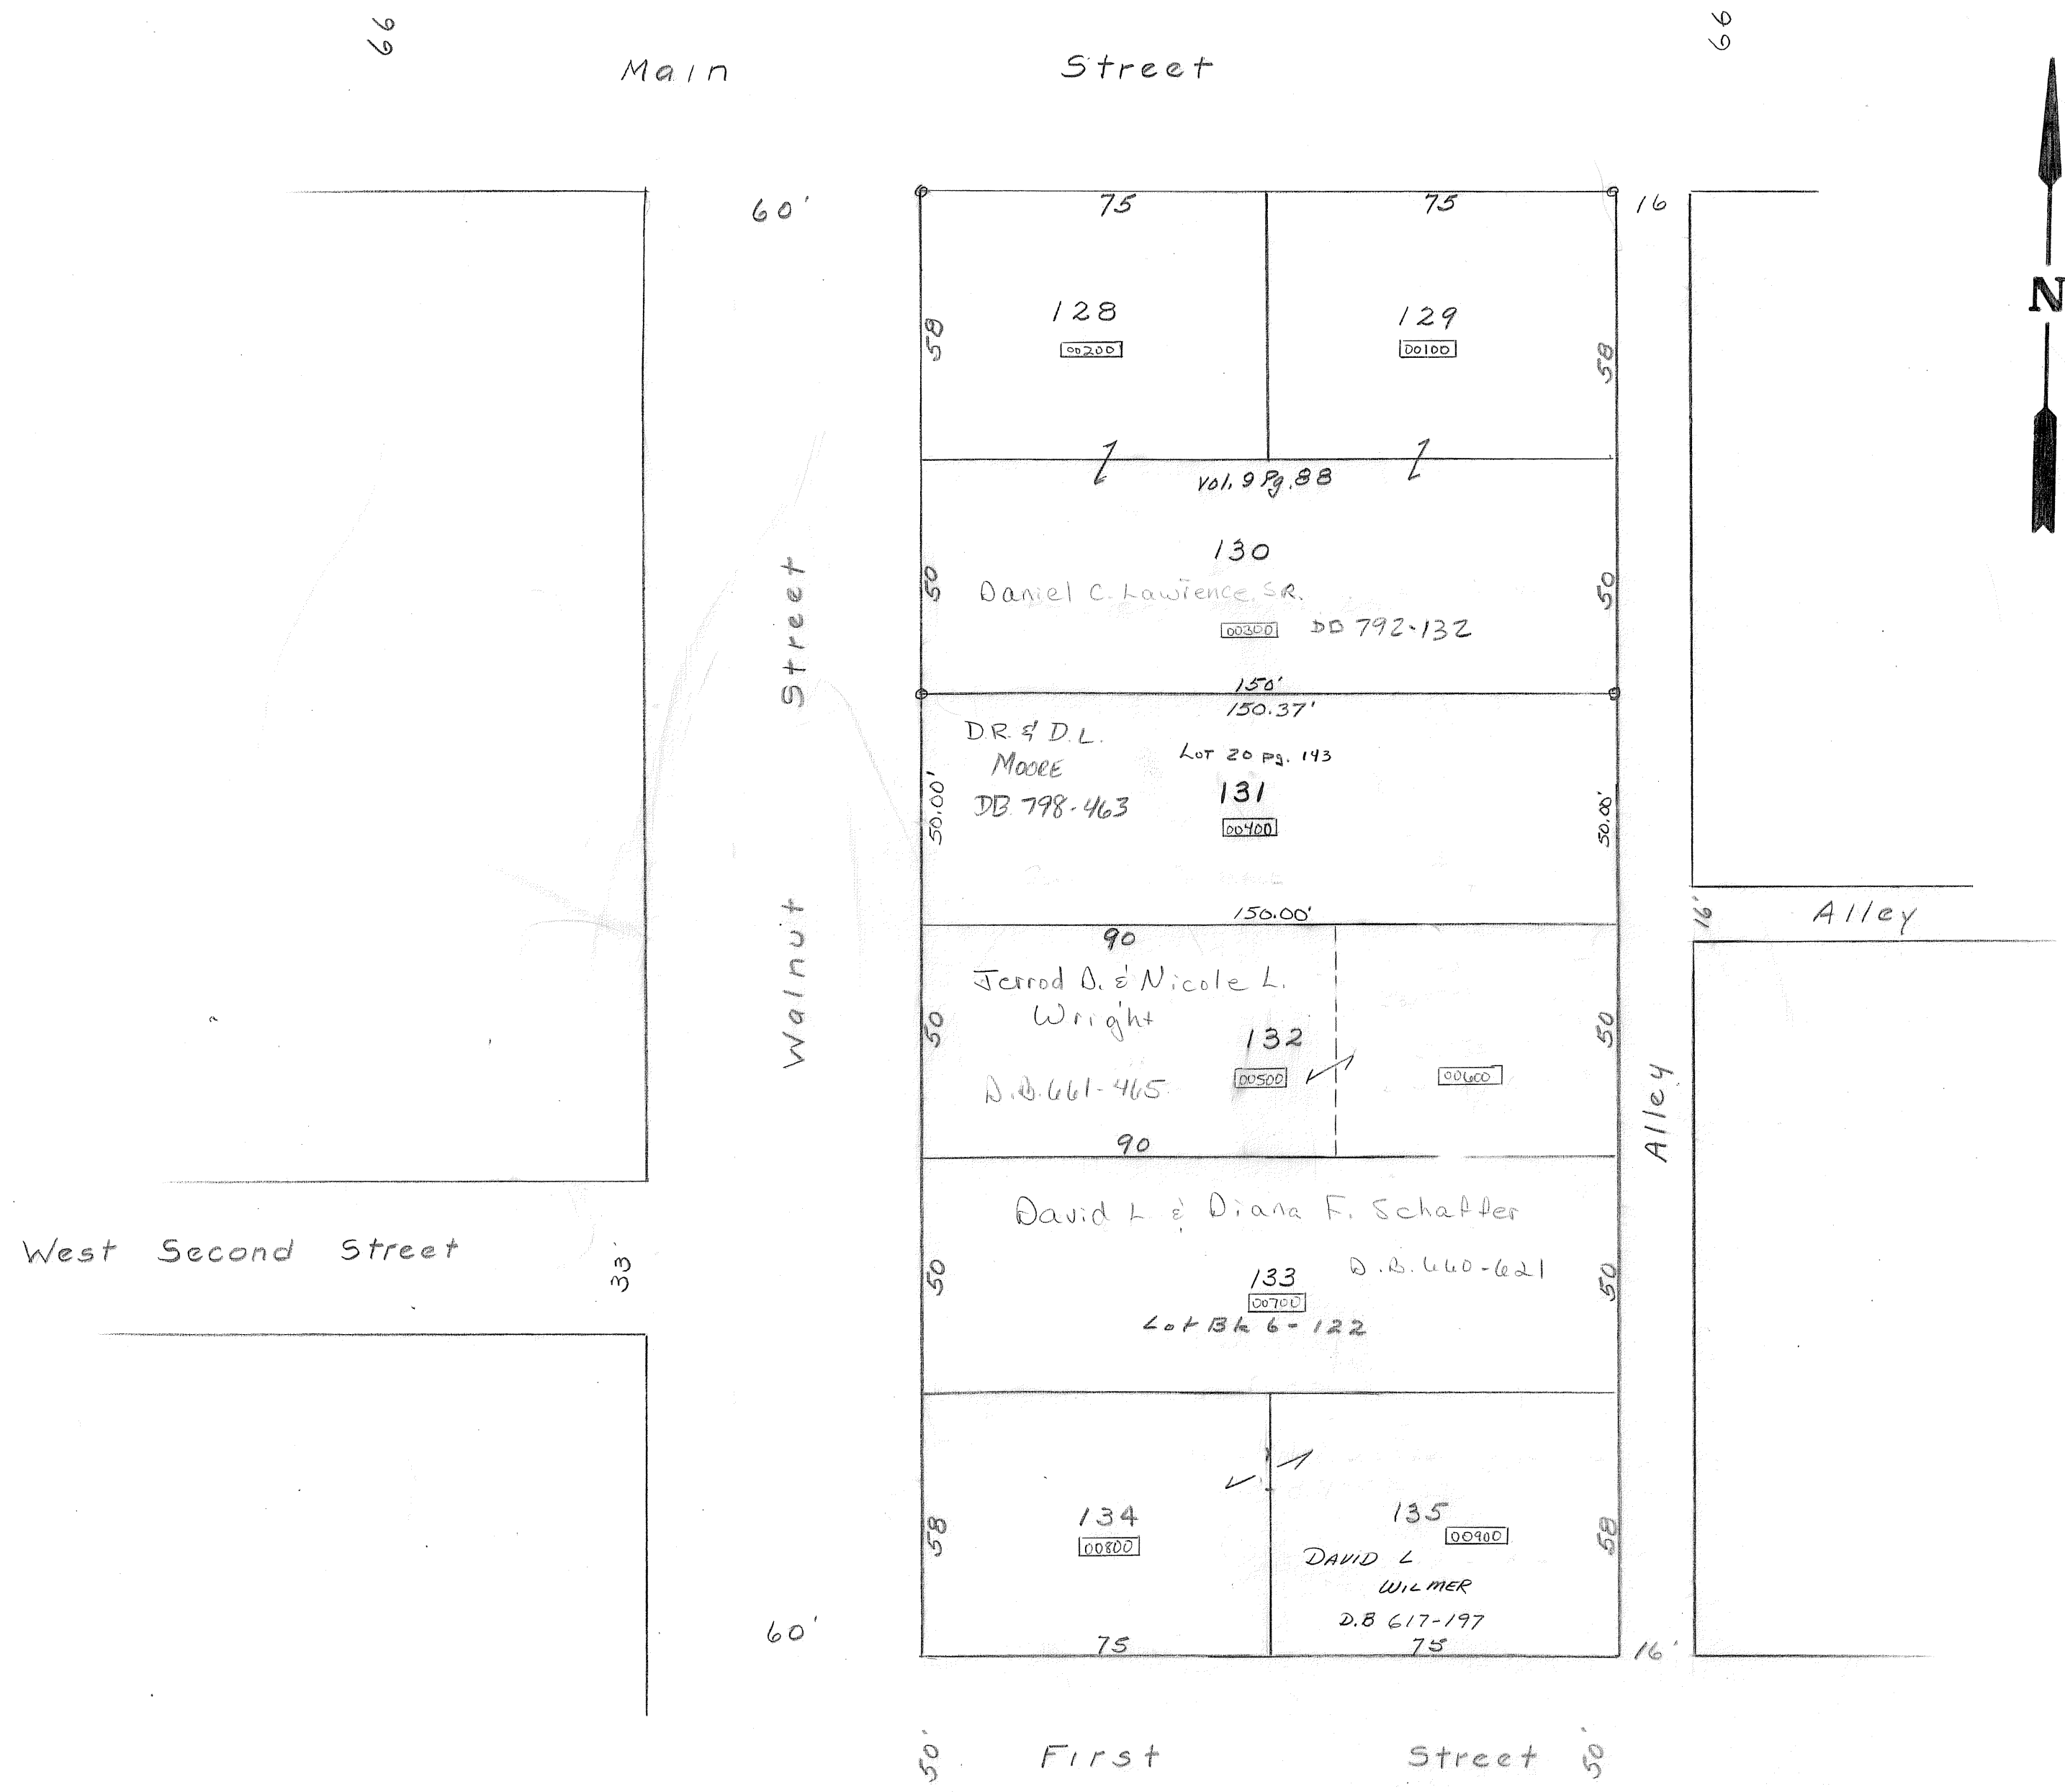 66
66
Main Street
N
60'
75
75
16
128
00200
129
00100
58
58
Vol. 9 Pg. 88
130
Daniel C. Lawrence, SR.
00300
DB 792-132
50
50
150'
150.37'
D.R. & D.L.
MOORE
DB. 798-463
Lot 20 pg. 143
131
00400
50.00'
50.00'
150.00'
Walnut Street
16'
Alley
90
Jerrod D. & Nicole L.
Wright
132
00500
D.B. 661-465
00600
50
50
90
Alley
David L & Diana F. Schaffer
D.B. 660-621
133
00700
Lot Bk 6-122
50
50
West Second Street
33'
134
00800
135
00900
DAVID L
WILMER
D.B 617-197
58
58
75
75
60'
16'
50'
First Street
50'